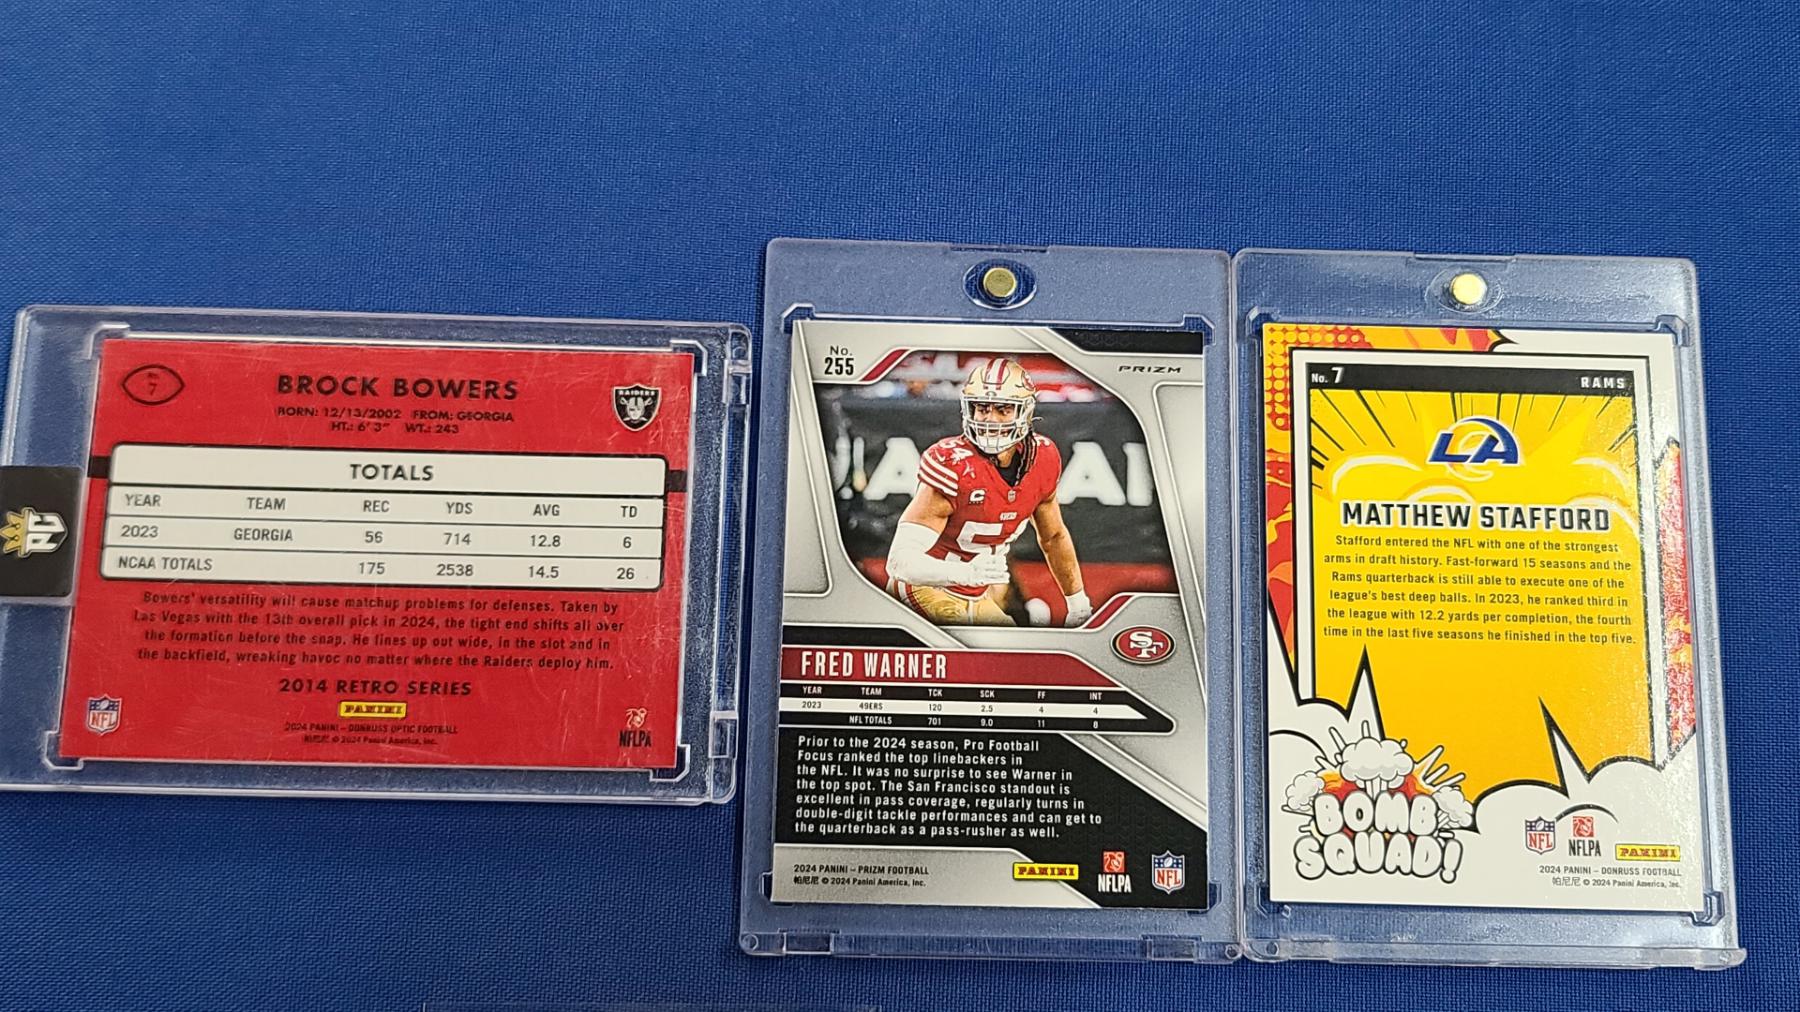 7
BROCK BOWERS
RAIDERS
BORN: 12/13/2002 FROM: GEORGIA
HT.: 6' 3" WT.: 243
TOTALS
YEAR TEAM REC YDS AVG TD
2023 GEORGIA 56 714 12.8 6
NCAA TOTALS 175 2538 14.5 26
Bowers' versatility will cause matchup problems for defenses. Taken by
Las Vegas with the 13th overall pick in 2024, the tight end shifts all over
the formation before the snap. He lines up out wide, in the slot and in
the backfield, wreaking havoc no matter where the Raiders deploy him.
2014 RETRO SERIES
PANINI
NFL
2024 PANINI – DONRUSS OPTIC FOOTBALL
帕尼尼 © 2024 Panini America, Inc.
NFLPA
No.
255
PRIZM
54
C
49ERS
SF
FRED WARNER
YEAR TEAM TCK SCK FF INT
2023 49ERS 120 2.5 4 4
NFL TOTALS 701 9.0 11 8
Prior to the 2024 season, Pro Football
Focus ranked the top linebackers in
the NFL. It was no surprise to see Warner in
the top spot. The San Francisco standout is
excellent in pass coverage, regularly turns in
double-digit tackle performances and can get to
the quarterback as a pass-rusher as well.
2024 PANINI – PRIZM FOOTBALL
帕尼尼 © 2024 Panini America, Inc.
PANINI
NFLPA
NFL
No. 7
RAMS
LA
MATTHEW STAFFORD
Stafford entered the NFL with one of the strongest
arms in draft history. Fast-forward 15 seasons and the
Rams quarterback is still able to execute one of the
league's best deep balls. In 2023, he ranked third in
the league with 12.2 yards per completion, the fourth
time in the last five seasons he finished in the top five.
BOMB
SQUAD!
NFL
NFLPA
PANINI
2024 PANINI – DONRUSS FOOTBALL
帕尼尼 © 2024 Panini America, Inc.